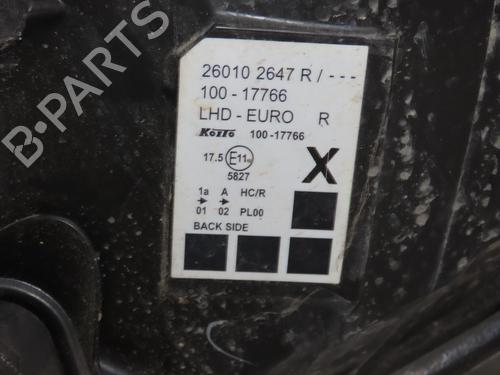 26010 2647 R / - - -
100 - 17766
LHD - EURO R
KOITO 100 -17766
17.5 E11
5827 X
1a A HC/R
01 02 PL00
BACK SIDE
B-PARTS